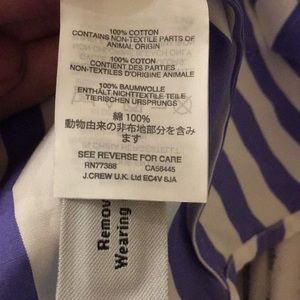 100% COTTON
CONTAINS NON-TEXTILE PARTS OF
ANIMAL ORIGIN
100% COTON
CONTIENT DES PARTIES
NON-TEXTILES D'ORIGINE ANIMALE
100% BAUMWOLLE
ENTHÄLT NICHTTEXTILE-TEILE
TIERISCHEN URSPRUNGS
綿 100%
動物由来の非布地部分を含み
ます
SEE REVERSE FOR CARE
RN77388 CA56445
J.CREW U.K. Ltd EC4V 6JA
Remov
Wearing